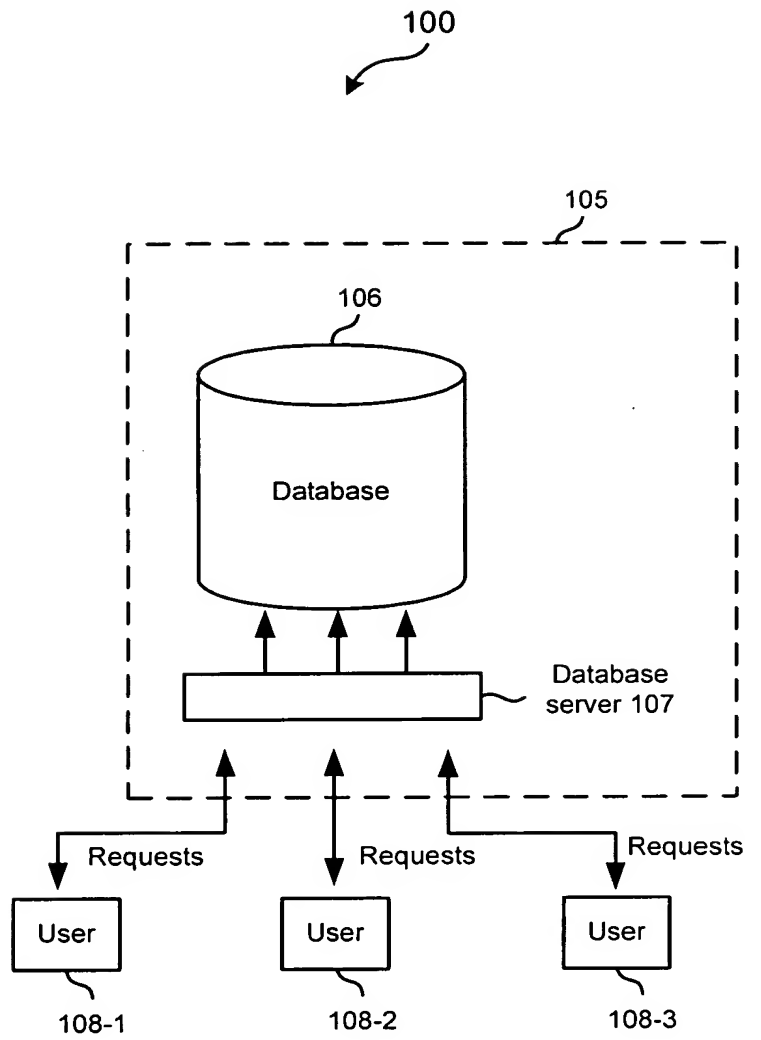 100
105
106
Database
Database
server 107
Requests
Requests
Requests
User
User
User
108-1
108-2
108-3